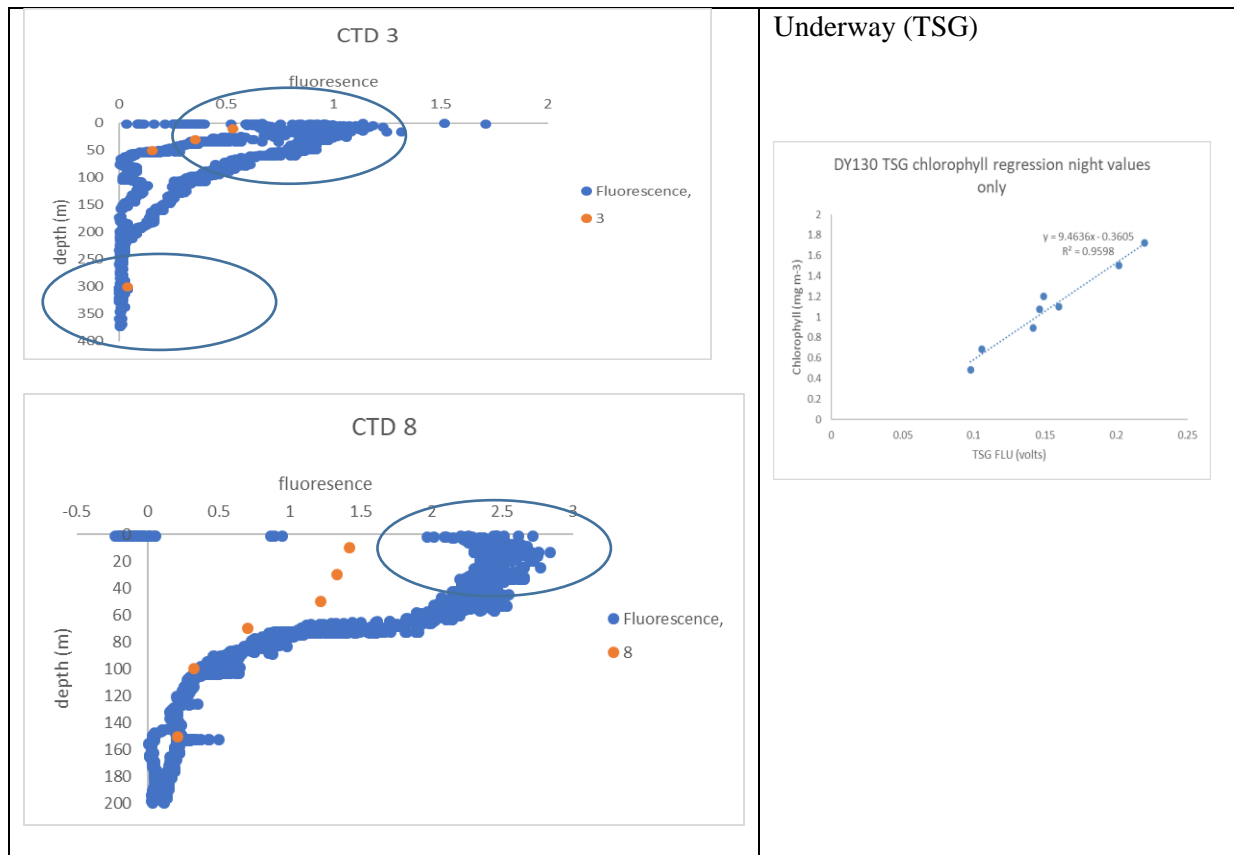 CTD 3
fluoresence
0 0.5 1 1.5 2
0
50
100
150
200
250
300
350
400
depth (m)
Fluorescence,
3
CTD 8
fluoresence
-0.5 0 0.5 1 1.5 2 2.5 3
0
20
40
60
80
100
120
140
160
180
200
depth (m)
Fluorescence,
8
Underway (TSG)
DY130 TSG chlorophyll regression night values
only
y = 9.4636x - 0.3605
R² = 0.9598
2
1.8
1.6
1.4
1.2
1
0.8
0.6
0.4
0.2
0
Chlorophyll (mg m-3)
0 0.05 0.1 0.15 0.2 0.25
TSG FLU (volts)